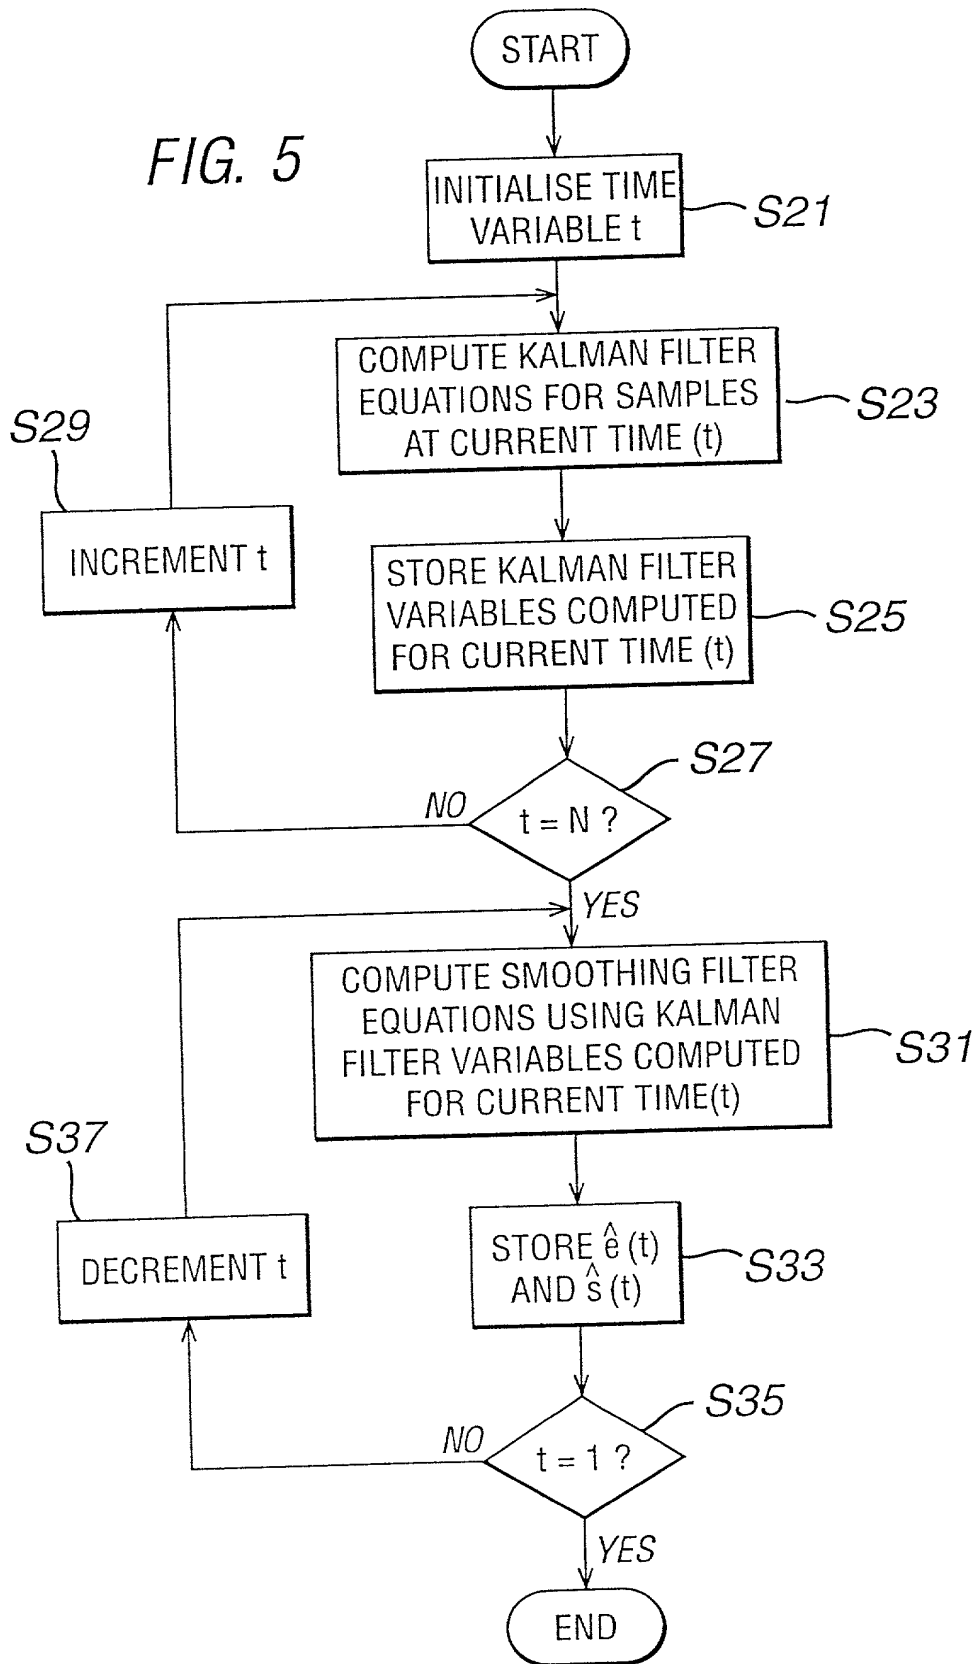 START
FIG. 5
INITIALISE TIME
VARIABLE t
S21
COMPUTE KALMAN FILTER
EQUATIONS FOR SAMPLES
AT CURRENT TIME (t)
S23
S29
INCREMENT t
STORE KALMAN FILTER
VARIABLES COMPUTED
FOR CURRENT TIME (t)
S25
S27
NO
t = N ?
YES
COMPUTE SMOOTHING FILTER
EQUATIONS USING KALMAN
FILTER VARIABLES COMPUTED
FOR CURRENT TIME(t)
S31
S37
DECREMENT t
STORE ê (t)
AND ŝ (t)
S33
S35
NO
t = 1 ?
YES
END